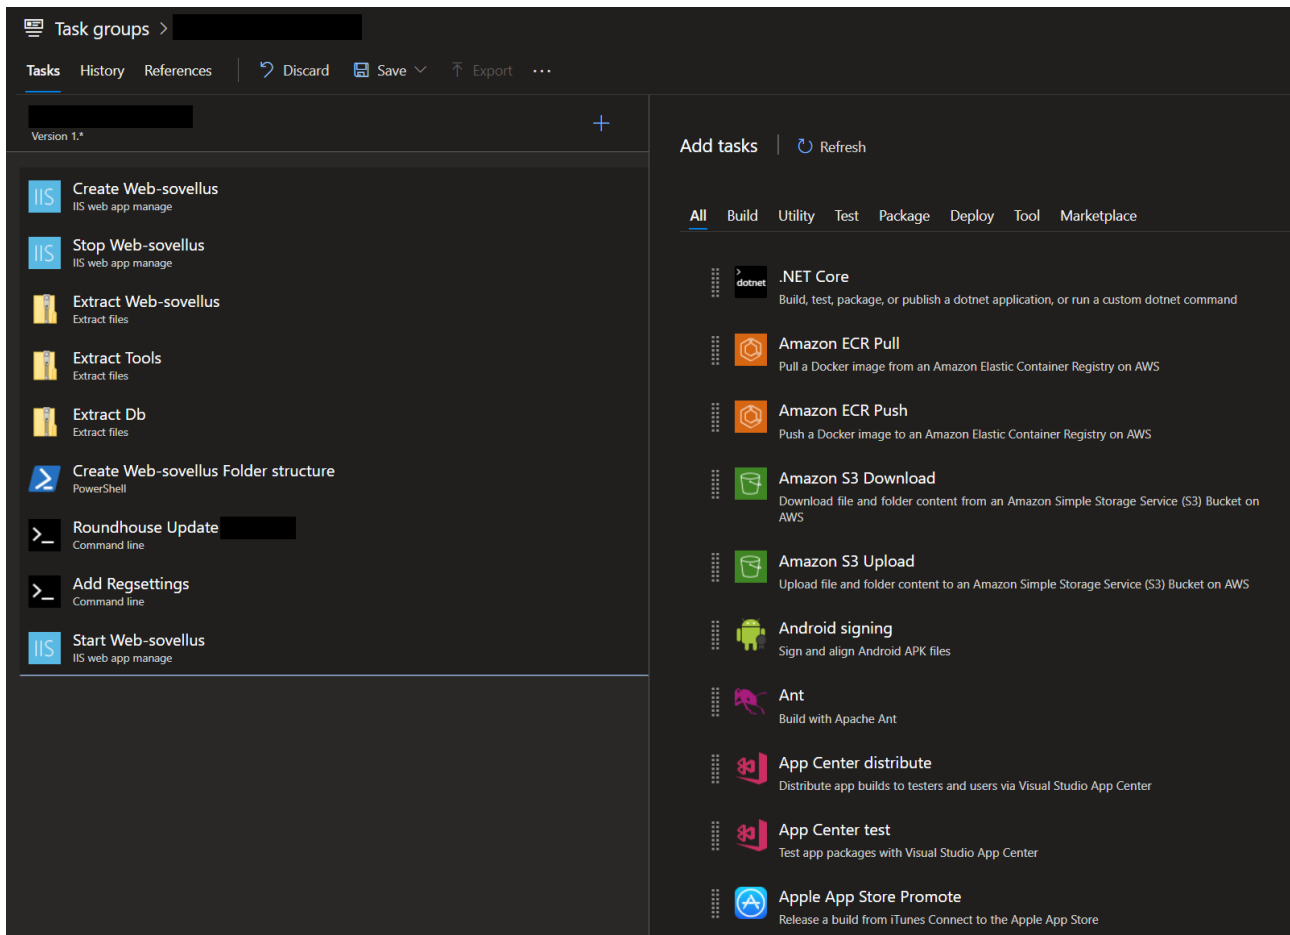 Task groups >
Tasks History References Discard Save Export ...
Version 1.*
Create Web-sovellus
IIS web app manage
Stop Web-sovellus
IIS web app manage
Extract Web-sovellus
Extract files
Extract Tools
Extract files
Extract Db
Extract files
Create Web-sovellus Folder structure
PowerShell
Roundhouse Update
Command line
Add Regsettings
Command line
Start Web-sovellus
IIS web app manage
Add tasks Refresh
All Build Utility Test Package Deploy Tool Marketplace
.NET Core
Build, test, package, or publish a dotnet application, or run a custom dotnet command
Amazon ECR Pull
Pull a Docker image from an Amazon Elastic Container Registry on AWS
Amazon ECR Push
Push a Docker image to an Amazon Elastic Container Registry on AWS
Amazon S3 Download
Download file and folder content from an Amazon Simple Storage Service (S3) Bucket on
AWS
Amazon S3 Upload
Upload file and folder content to an Amazon Simple Storage Service (S3) Bucket on AWS
Android signing
Sign and align Android APK files
Ant
Build with Apache Ant
App Center distribute
Distribute app builds to testers and users via Visual Studio App Center
App Center test
Test app packages with Visual Studio App Center
Apple App Store Promote
Release a build from iTunes Connect to the Apple App Store